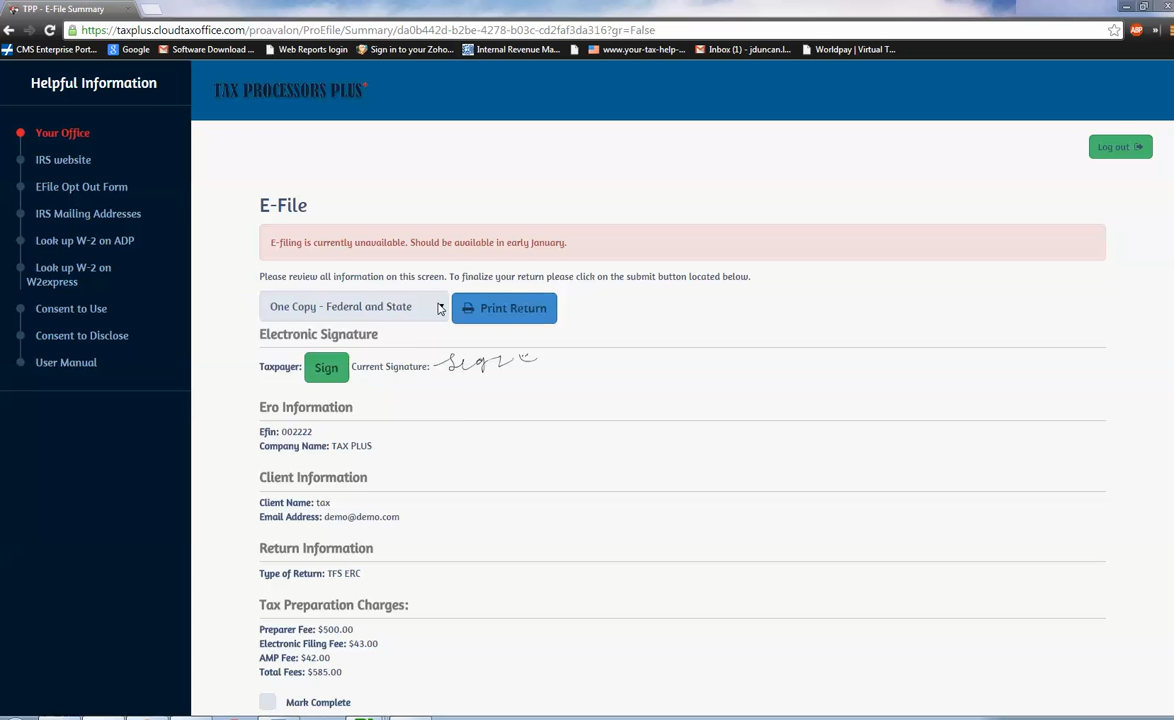 TPP - E-File Summary
https://taxplus.cloudtaxoffice.com/proavalon/ProEfile/Summary/da0b442d-b2be-4278-b03c-cd2faf3da316?gr=False
CMS Enterprise Port... Google Software Download ... Web Reports login Sign in to your Zoho... Internal Revenue Ma... www.your-tax-help-... Inbox (1) - jduncan.l... Worldpay | Virtual T...
Helpful Information
Your Office
IRS website
EFile Opt Out Form
IRS Mailing Addresses
Look up W-2 on ADP
Look up W-2 on
W2express
Consent to Use
Consent to Disclose
User Manual
TAX PROCESSORS PLUS+
Log out
E-File
E-filing is currently unavailable. Should be available in early January.
Please review all information on this screen. To finalize your return please click on the submit button located below.
One Copy - Federal and State
Print Return
Electronic Signature
Taxpayer: Sign Current Signature:
Ero Information
Efin: 002222
Company Name: TAX PLUS
Client Information
Client Name: tax
Email Address: demo@demo.com
Return Information
Type of Return: TFS ERC
Tax Preparation Charges:
Preparer Fee: $500.00
Electronic Filing Fee: $43.00
AMP Fee: $42.00
Total Fees: $585.00
Mark Complete